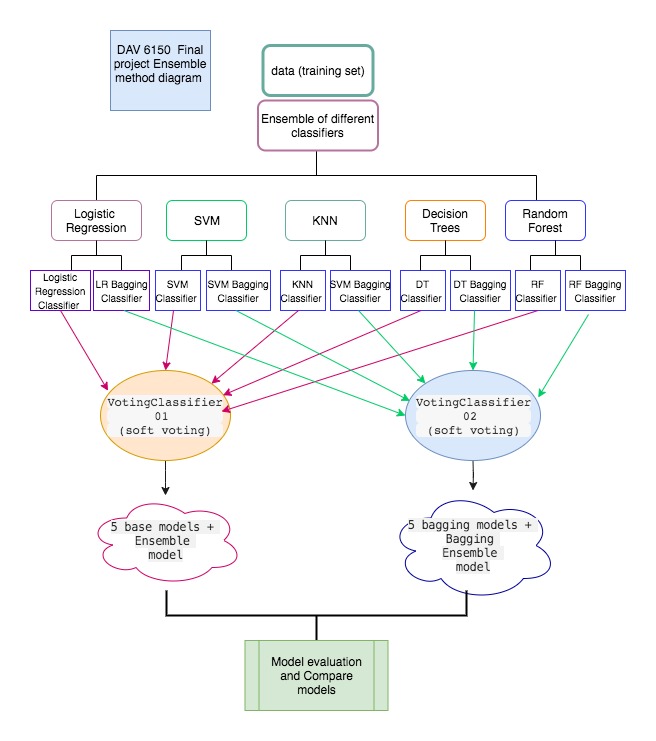 DAV 6150 Final
project Ensemble
method diagram
data (training set)
Ensemble of different
classifiers
Logistic
Regression
SVM
KNN
Decision
Trees
Random
Forest
Logistic
Regression
Classifier
LR Bagging
Classifier
SVM
Classifier
SVM Bagging
Classifier
KNN
Classifier
SVM Bagging
Classifier
DT
Classifier
DT Bagging
Classifier
RF
Classifier
RF Bagging
Classifier
VotingClassifier
01
(soft voting)
VotingClassifier
02
(soft voting)
5 base models +
Ensemble
model
5 bagging models +
Bagging
Ensemble
model
Model evaluation
and Compare
models